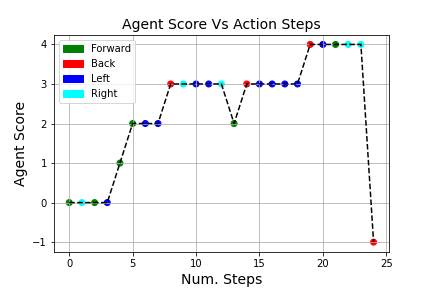 Agent Score Vs Action Steps
Forward
Back
Left
Right
4
3
2
1
0
−1
Agent Score
0 5 10 15 20 25
Num. Steps